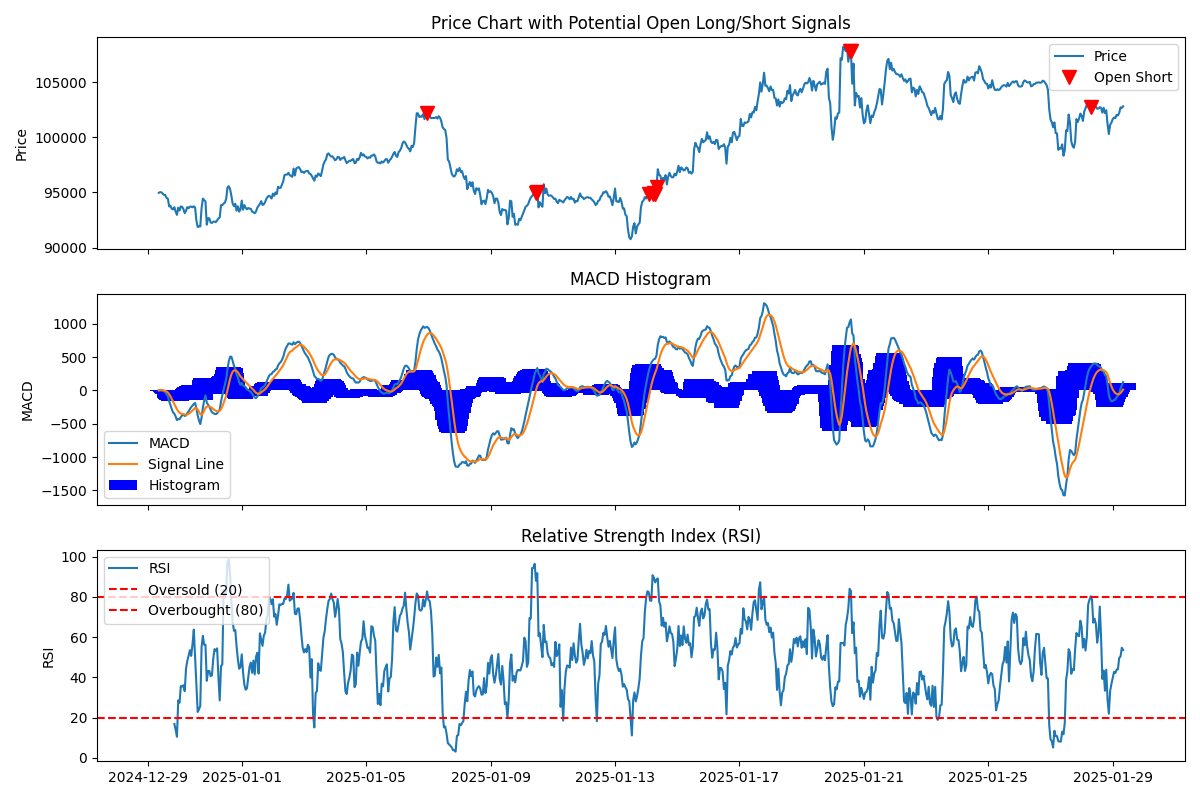 Price Chart with Potential Open Long/Short Signals
Price
105000
100000
95000
90000
Price
Open Short
MACD Histogram
MACD
1000
500
0
−500
−1000
−1500
MACD
Signal Line
Histogram
Relative Strength Index (RSI)
RSI
100
80
60
40
20
0
RSI
Oversold (20)
Overbought (80)
2024-12-29 2025-01-01 2025-01-05 2025-01-09 2025-01-13 2025-01-17 2025-01-21 2025-01-25 2025-01-29